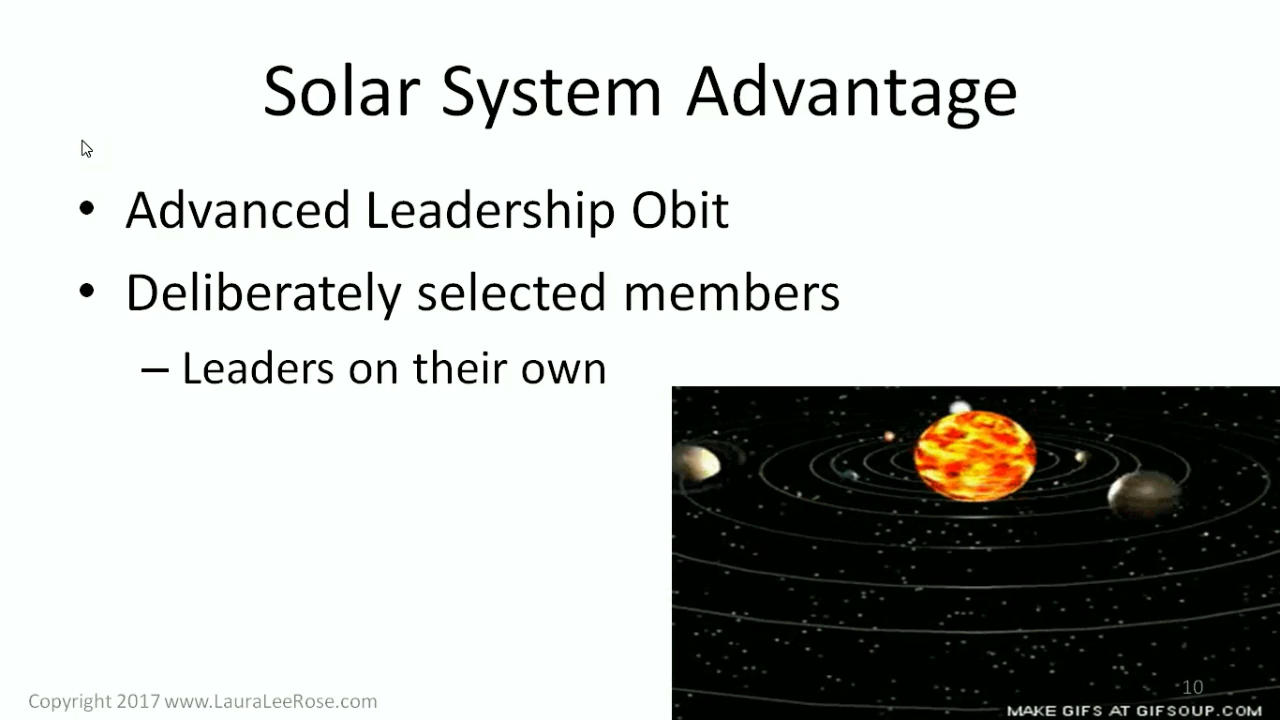 Solar System Advantage
• Advanced Leadership Obit
• Deliberately selected members
– Leaders on their own
Copyright 2017 www.LauraLeeRose.com
10
MAKE GIFS AT GIFSOUP.COM